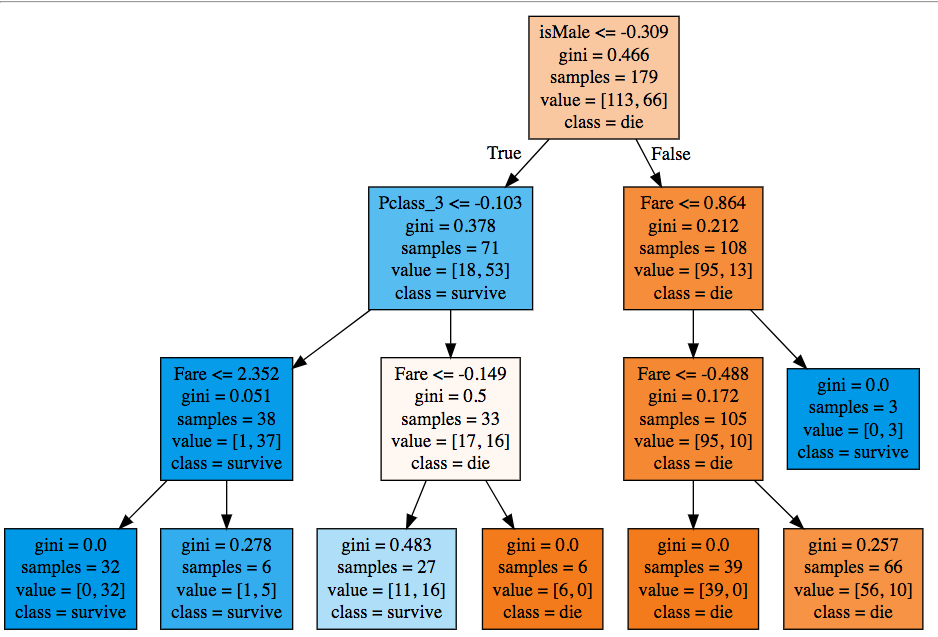 isMale <= -0.309
gini = 0.466
samples = 179
value = [113, 66]
class = die
True
False
Pclass_3 <= -0.103
gini = 0.378
samples = 71
value = [18, 53]
class = survive
Fare <= 0.864
gini = 0.212
samples = 108
value = [95, 13]
class = die
Fare <= 2.352
gini = 0.051
samples = 38
value = [1, 37]
class = survive
Fare <= -0.149
gini = 0.5
samples = 33
value = [17, 16]
class = die
Fare <= -0.488
gini = 0.172
samples = 105
value = [95, 10]
class = die
gini = 0.0
samples = 3
value = [0, 3]
class = survive
gini = 0.0
samples = 32
value = [0, 32]
class = survive
gini = 0.278
samples = 6
value = [1, 5]
class = survive
gini = 0.483
samples = 27
value = [11, 16]
class = survive
gini = 0.0
samples = 6
value = [6, 0]
class = die
gini = 0.0
samples = 39
value = [39, 0]
class = die
gini = 0.257
samples = 66
value = [56, 10]
class = die